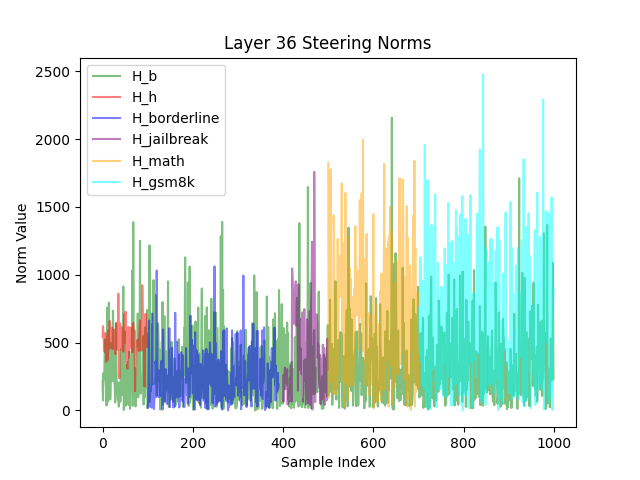 Layer 36 Steering Norms
2500
2000
1500
1000
500
0
Norm Value
H_b
H_h
H_borderline
H_jailbreak
H_math
H_gsm8k
0 200 400 600 800 1000
Sample Index